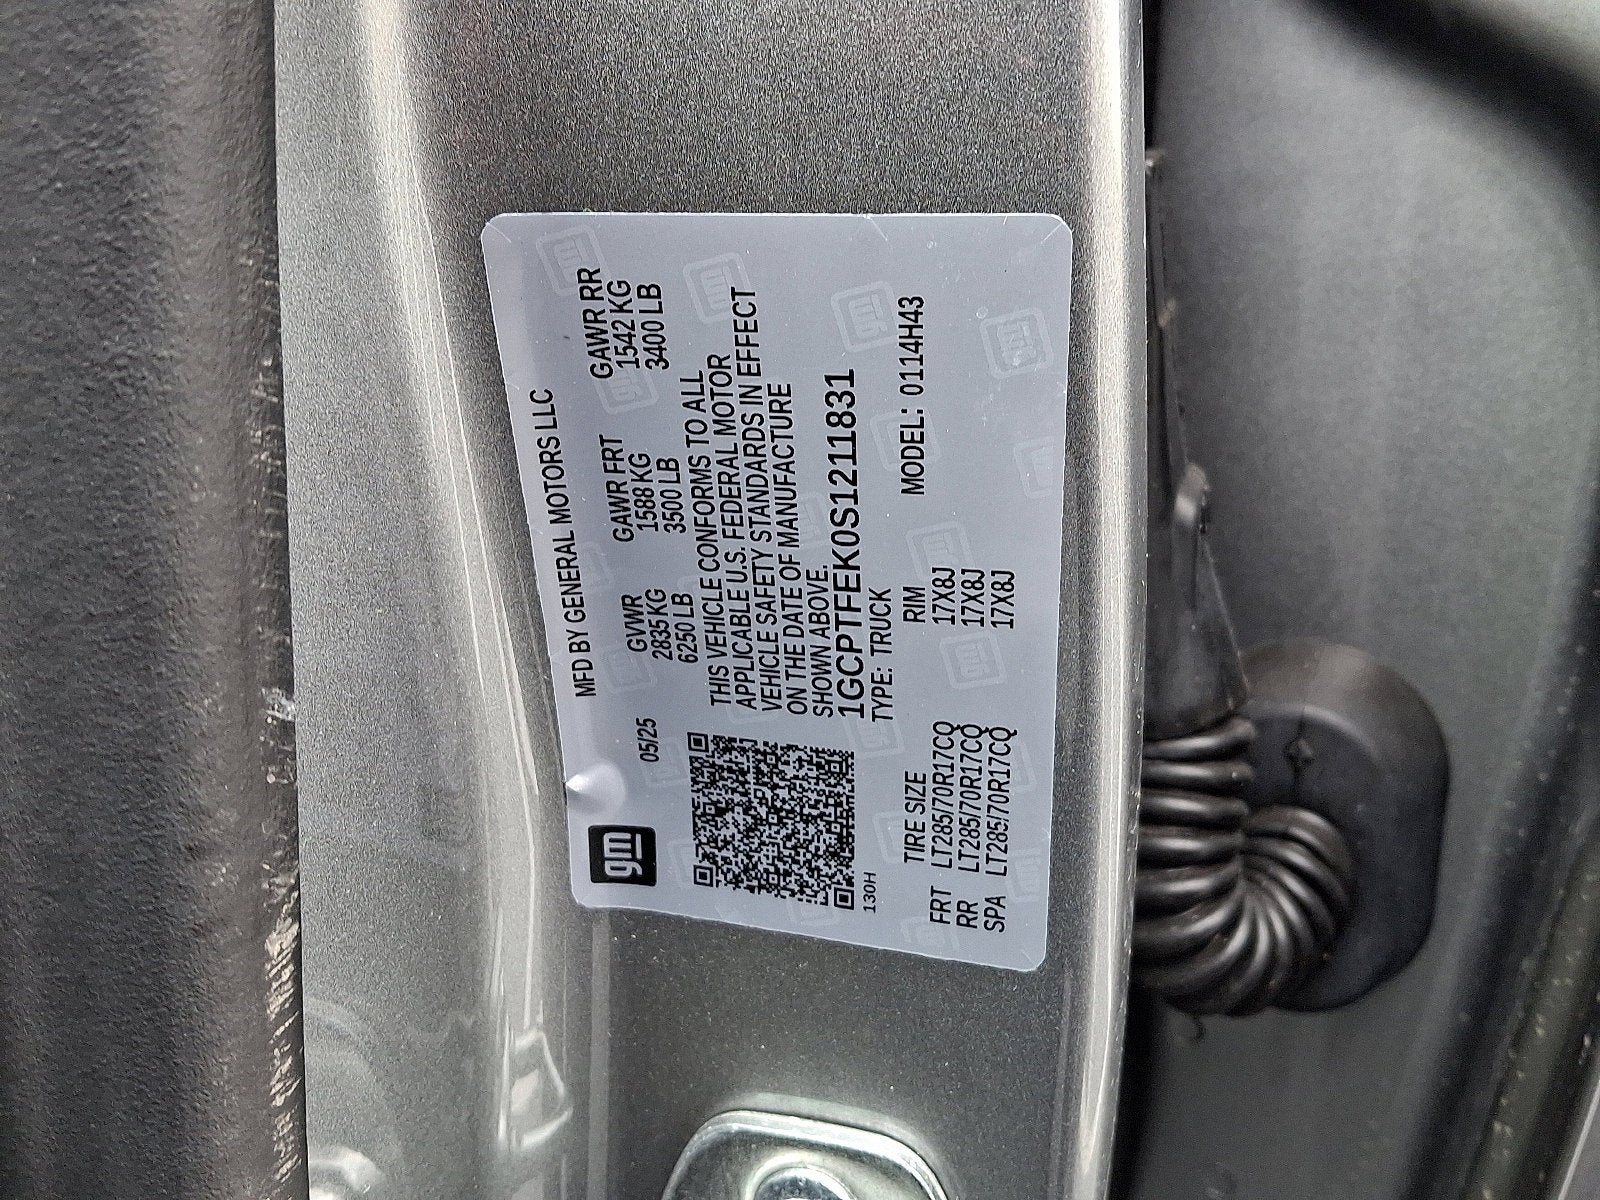 gm
MFD BY GENERAL MOTORS LLC
05/25
GVWR GAWR FRT GAWR RR
2835 KG 1588 KG 1542 KG
6250 LB 3500 LB 3400 LB
THIS VEHICLE CONFORMS TO ALL
APPLICABLE U.S. FEDERAL MOTOR
VEHICLE SAFETY STANDARDS IN EFFECT
ON THE DATE OF MANUFACTURE
SHOWN ABOVE.
1GCPTFEK0S1211831
130H
TYPE: TRUCK MODEL: 0114H43
TIRE SIZE RIM
FRT LT285/70R17CQ 17X8J
RR LT285/70R17CQ 17X8J
SPA LT285/70R17CQ 17X8J